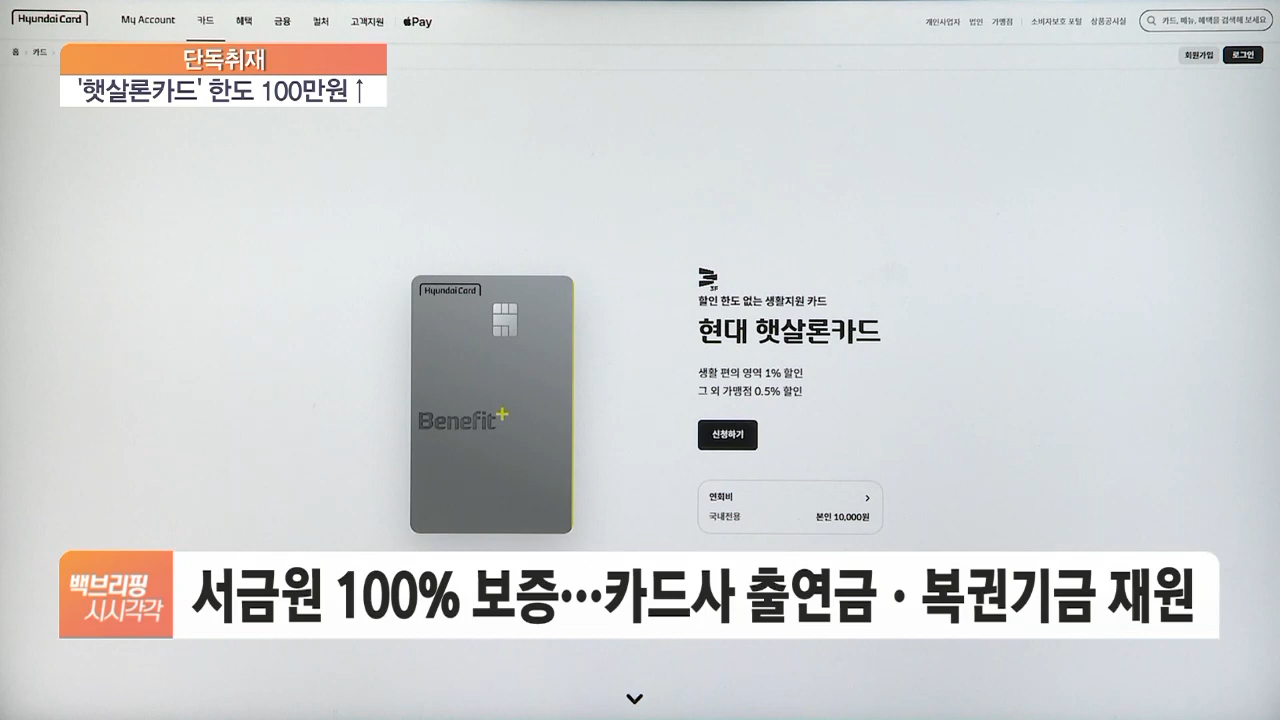 Hyundai Card My Account 카드 혜택 금융 컬처 고객지원 Pay 개인사업자 법인 가맹점 소비자보호 포털 상품공시실 카드, 메뉴, 혜택을 검색해 보세요
홈 카드 회원가입 로그인
단독취재
'햇살론카드' 한도 100만원↑
Hyundai Card
Benefit+
할인 한도 없는 생활지원 카드
현대 햇살론카드
생활 편의 영역 1% 할인
그 외 가맹점 0.5% 할인
신청하기
연회비
국내전용 본인 10,000원
백브리핑
시시각각
서금원 100% 보증…카드사 출연금·복권기금 재원